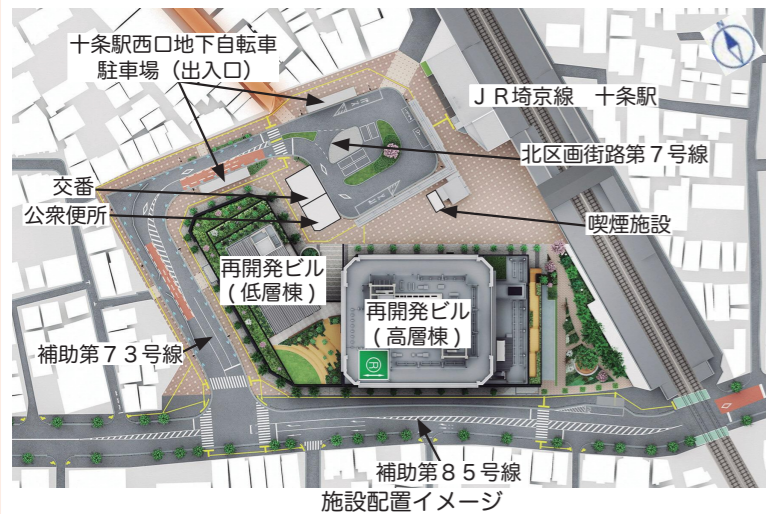 十条駅西口地下自転車
駐車場（出入口）
ＪＲ埼京線　十条駅
北区画街路第７号線
交番
公衆便所
喫煙施設
再開発ビル
(低層棟)
再開発ビル
(高層棟)
Ⓡ
補助第７３号線
補助第８５号線
施設配置イメージ